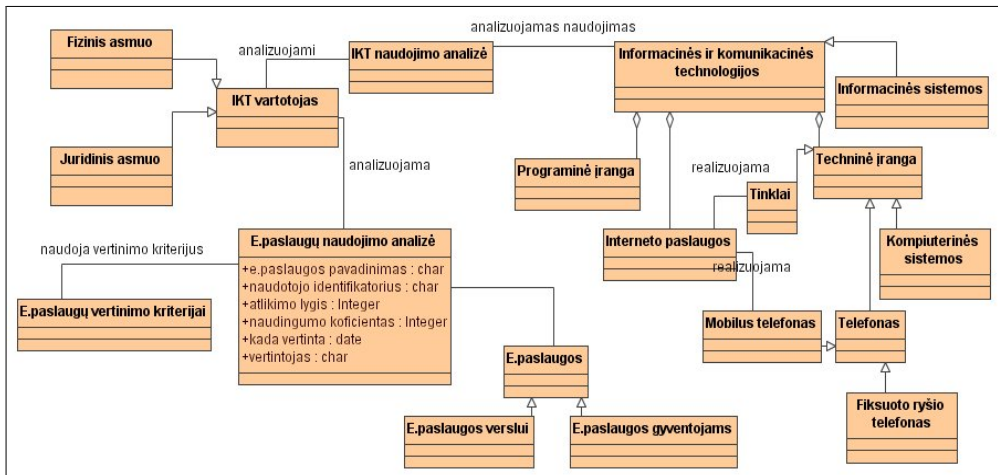 analizuojamas naudojimas
Fizinis asmuo
analizuojami
IKT naudojimo analizė
Informacinės ir komunikacinės
technologijos
Informacinės sistemos
IKT vartotojas
Juridinis asmuo
analizuojama
Programinė įranga
realizuojama
Techninė įranga
Tinklai
naudoja vertinimo kriterijus
E.paslaugų naudojimo analizė
+e.paslaugos pavadinimas : char
+naudotojo identifikatorius : char
+atlikimo lygis : Integer
+naudingumo koficientas : Integer
+kada vertinta : date
+vertintojas : char
Interneto paslaugos
realizuojama
Kompiuterinės
sistemos
E.paslaugų vertinimo kriterijai
Mobilus telefonas
Telefonas
E.paslaugos
Fiksuoto ryšio
telefonas
E.paslaugos verslui
E.paslaugos gyventojams